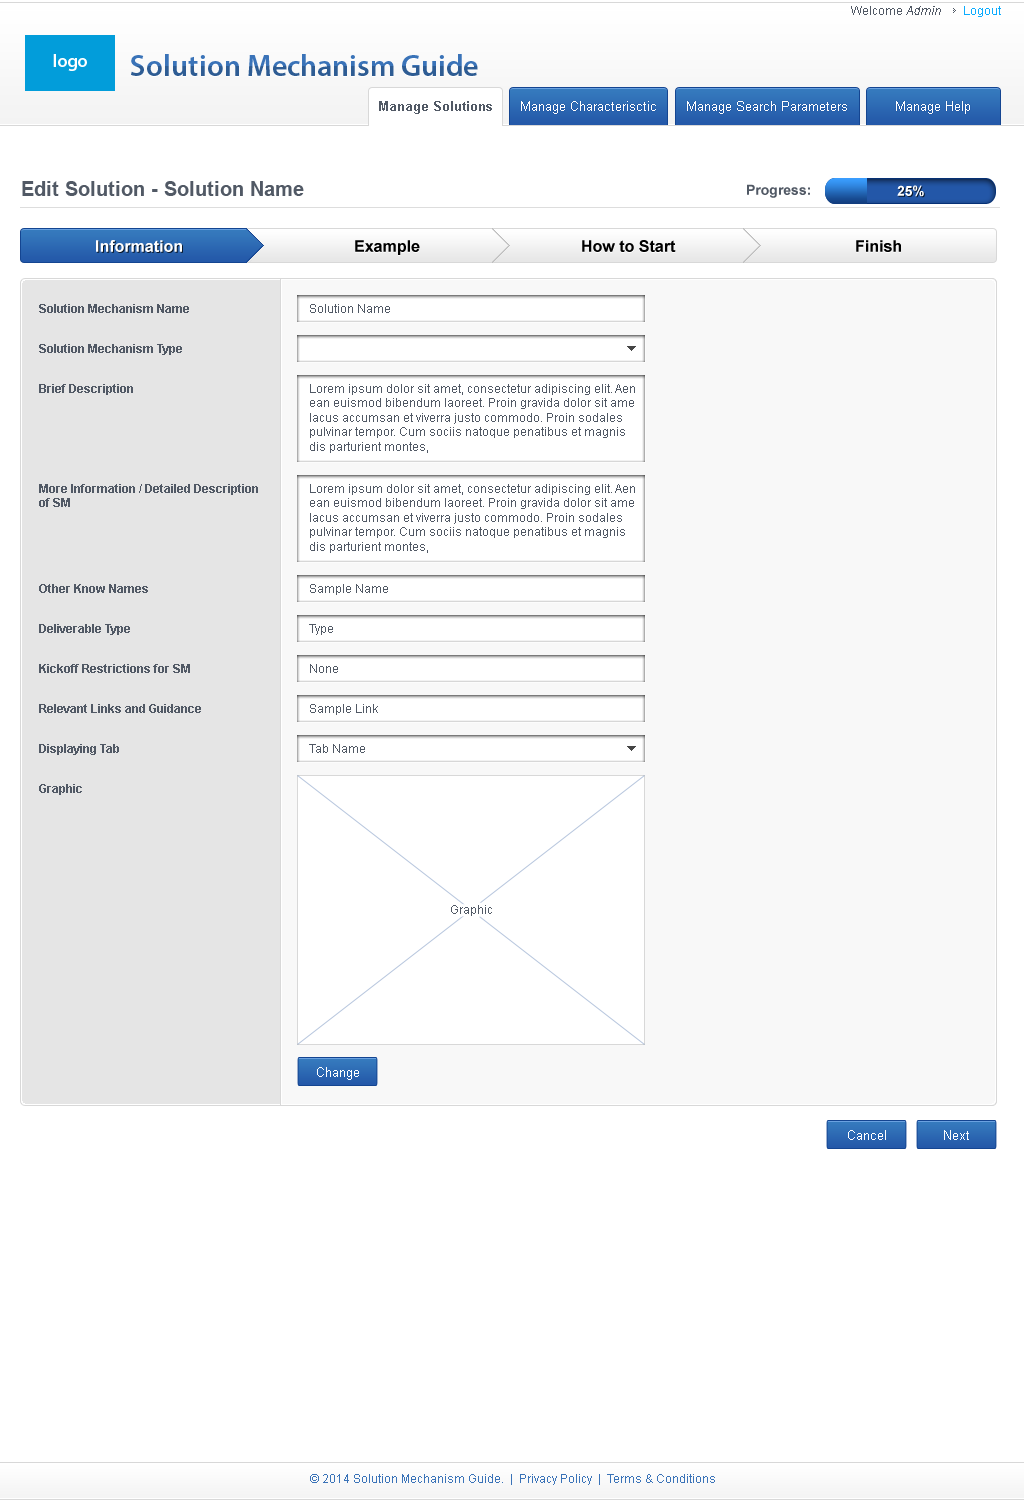 Welcome Admin › Logout
logo
Solution Mechanism Guide
Manage Solutions
Manage Characterisctic
Manage Search Parameters
Manage Help
Edit Solution - Solution Name
Progress:
25%
Information
Example
How to Start
Finish
Solution Mechanism Name
Solution Name
Solution Mechanism Type
Brief Description
Lorem ipsum dolor sit amet, consectetur adipiscing elit. Aen
ean euismod bibendum laoreet. Proin gravida dolor sit ame
lacus accumsan et viverra justo commodo. Proin sodales
pulvinar tempor. Cum sociis natoque penatibus et magnis
dis parturient montes,
More Information / Detailed Description
of SM
Lorem ipsum dolor sit amet, consectetur adipiscing elit. Aen
ean euismod bibendum laoreet. Proin gravida dolor sit ame
lacus accumsan et viverra justo commodo. Proin sodales
pulvinar tempor. Cum sociis natoque penatibus et magnis
dis parturient montes,
Other Know Names
Sample Name
Deliverable Type
Type
Kickoff Restrictions for SM
None
Relevant Links and Guidance
Sample Link
Displaying Tab
Tab Name
Graphic
Graphic
Change
Cancel
Next
© 2014 Solution Mechanism Guide. | Privacy Policy | Terms & Conditions